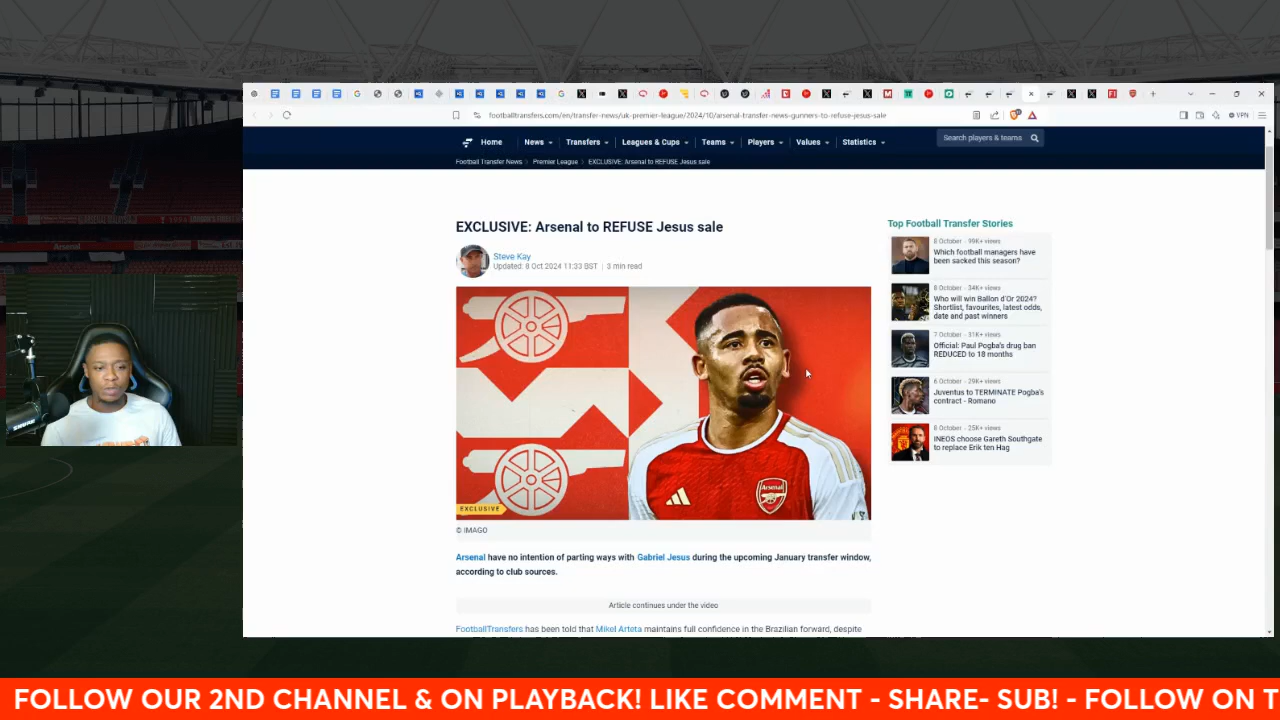 footballtransfers.com/en/transfer-news/uk-premier-league/2024/10/arsenal-transfer-news-gunners-to-refuse-jesus-sale
VPN
Home
News
Transfers
Leagues & Cups
Teams
Players
Values
Statistics
Search players & teams
Football Transfer News
Premier League
EXCLUSIVE: Arsenal to REFUSE Jesus sale
EXCLUSIVE: Arsenal to REFUSE Jesus sale
Steve Kay
Updated: 8 Oct 2024 11:33 BST | 3 min read
Arsenal
EXCLUSIVE
© IMAGO
Arsenal have no intention of parting ways with Gabriel Jesus during the upcoming January transfer window,
according to club sources.
Article continues under the video
FootballTransfers has been told that Mikel Arteta maintains full confidence in the Brazilian forward, despite
Top Football Transfer Stories
8 October - 99K+ views
Which football managers have
been sacked this season?
8 October - 34K+ views
Who will win Ballon d'Or 2024?
Shortlist, favourites, latest odds,
date and past winners
7 October - 31K+ views
Official: Paul Pogba's drug ban
REDUCED to 18 months
6 October - 29K+ views
Juventus to TERMINATE Pogba's
contract - Romano
8 October - 25K+ views
INEOS choose Gareth Southgate
to replace Erik ten Hag
SHURE
FOLLOW OUR 2ND CHANNEL & ON PLAYBACK! LIKE COMMENT - SHARE- SUB! - FOLLOW ON T